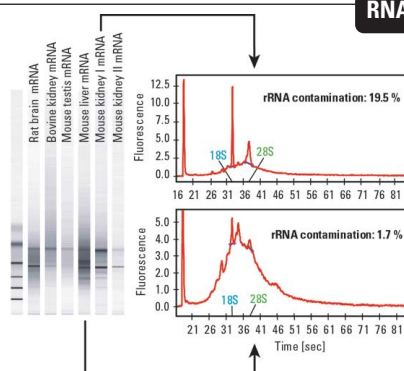 RNA
Rat brain mRNA
Bovine kidney mRNA
Mouse testis mRNA
Mouse liver mRNA
Mouse kidney I mRNA
Mouse kidney II mRNA
Fluorescence
12.5
10.0
7.5
5.0
2.5
0.0
rRNA contamination: 19.5 %
18S
28S
16 21 26 31 36 41 46 51 56 61 66 71 76 81
Fluorescence
5.0
4.0
3.0
2.0
1.0
0.0
rRNA contamination: 1.7 %
18S
28S
21 26 31 36 41 46 51 56 61 66 71 76 81
Time [sec]